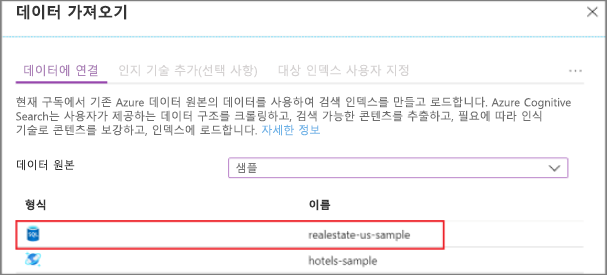 데이터 가져오기
데이터에 연결 인지 기술 추가(선택 사항) 대상 인덱스 사용자 지정 ...
현재 구독에서 기존 Azure 데이터 원본의 데이터를 사용하여 검색 인덱스를 만들고 로드합니다. Azure Cognitive
Search는 사용자가 제공하는 데이터 구조를 크롤링하고, 검색 가능한 콘텐츠를 추출하고, 필요에 따라 인식
기술로 콘텐츠를 보강하고, 인덱스에 로드합니다. 자세한 정보
데이터 원본 샘플
형식 이름
SQL realestate-us-sample
hotels-sample